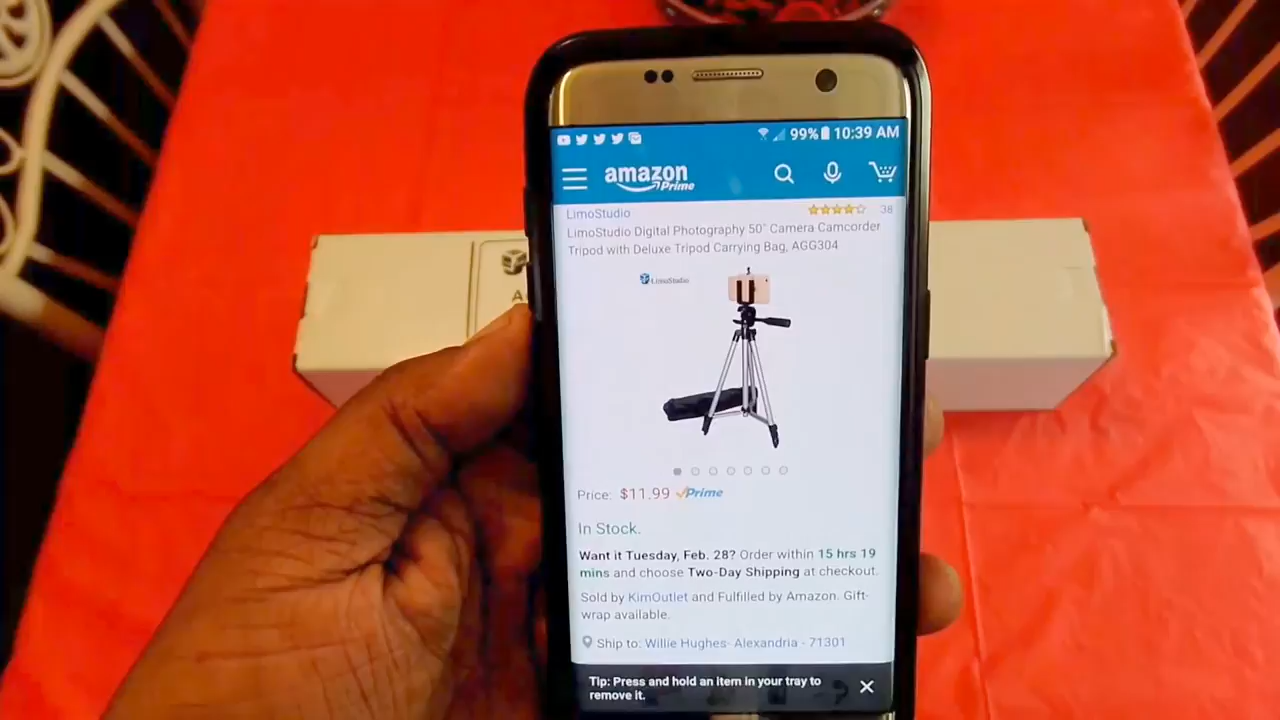 99% 10:39 AM
amazon
Prime
LimoStudio 38
LimoStudio Digital Photography 50" Camera Camcorder
Tripod with Deluxe Tripod Carrying Bag, AGG304
LimoStudio
Price: $11.99 Prime
In Stock.
Want it Tuesday, Feb. 28? Order within 15 hrs 19
mins and choose Two-Day Shipping at checkout.
Sold by KimOutlet and Fulfilled by Amazon. Gift-
wrap available.
Ship to: Willie Hughes- Alexandria - 71301
Tip: Press and hold an item in your tray to
remove it.